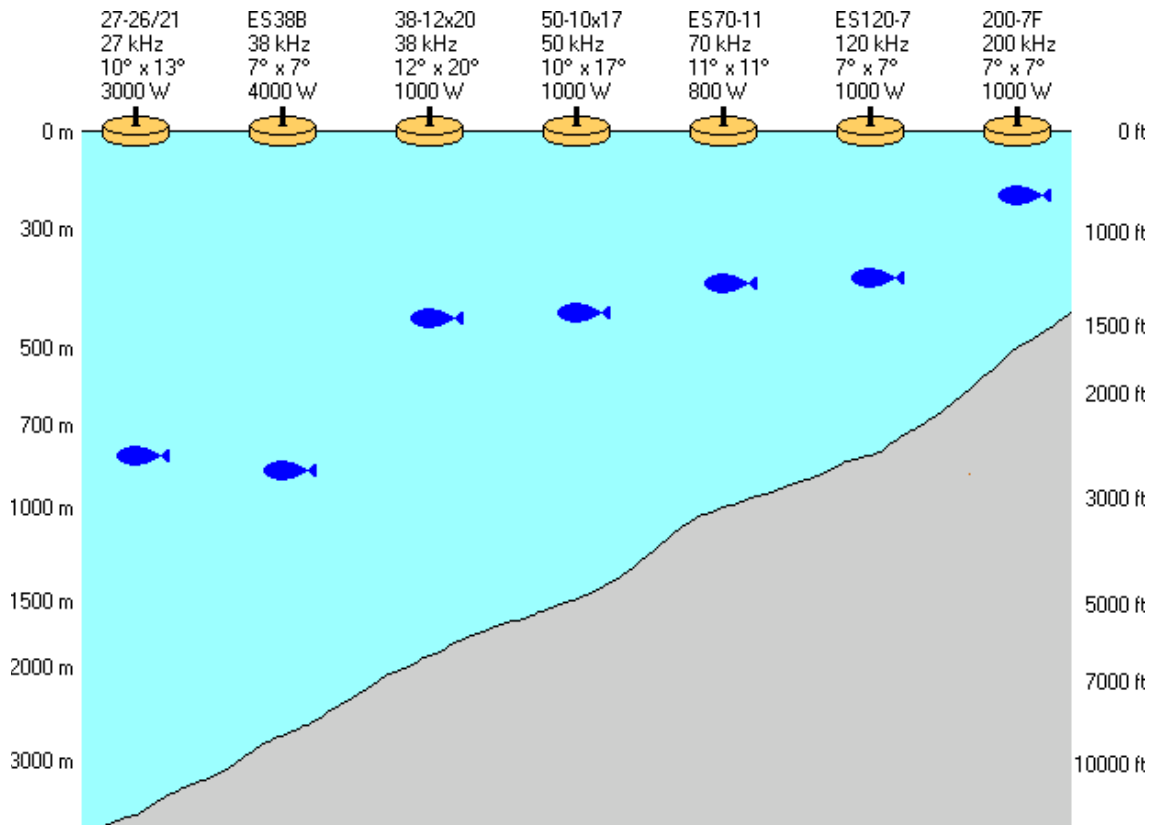 27-26/21 ES38B 38-12x20 50-10x17 ES70-11 ES120-7 200-7F
27 kHz 38 kHz 38 kHz 50 kHz 70 kHz 120 kHz 200 kHz
10° x 13° 7° x 7° 12° x 20° 10° x 17° 11° x 11° 7° x 7° 7° x 7°
3000 W 4000 W 1000 W 1000 W 800 W 1000 W 1000 W
0 m 0 ft
300 m 1000 ft
500 m 1500 ft
700 m 2000 ft
1000 m 3000 ft
1500 m 5000 ft
2000 m 7000 ft
3000 m 10000 ft